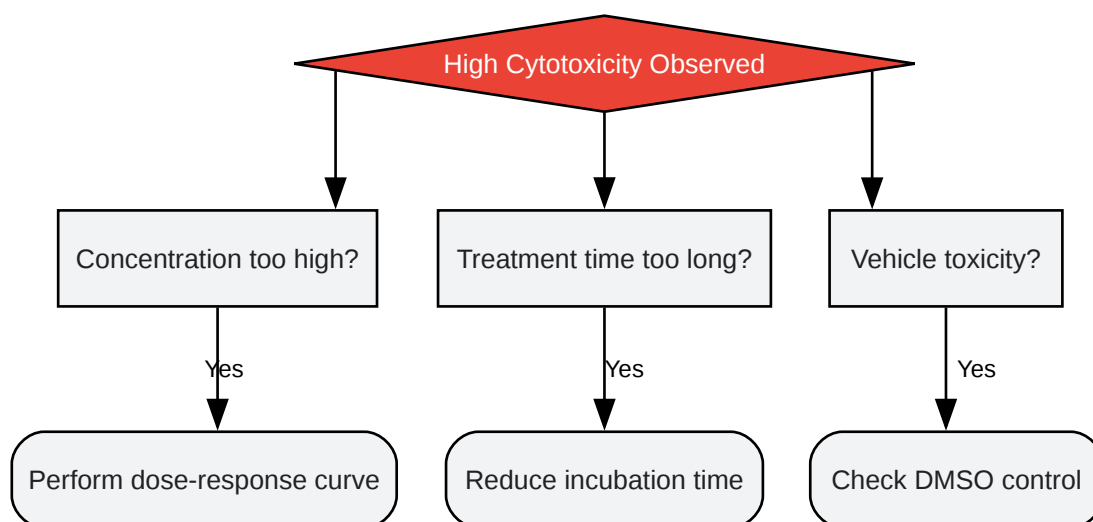 High Cytotoxicity Observed
Concentration too high?
Treatment time too long?
Vehicle toxicity?
Yes
Yes
Yes
Perform dose-response curve
Reduce incubation time
Check DMSO control